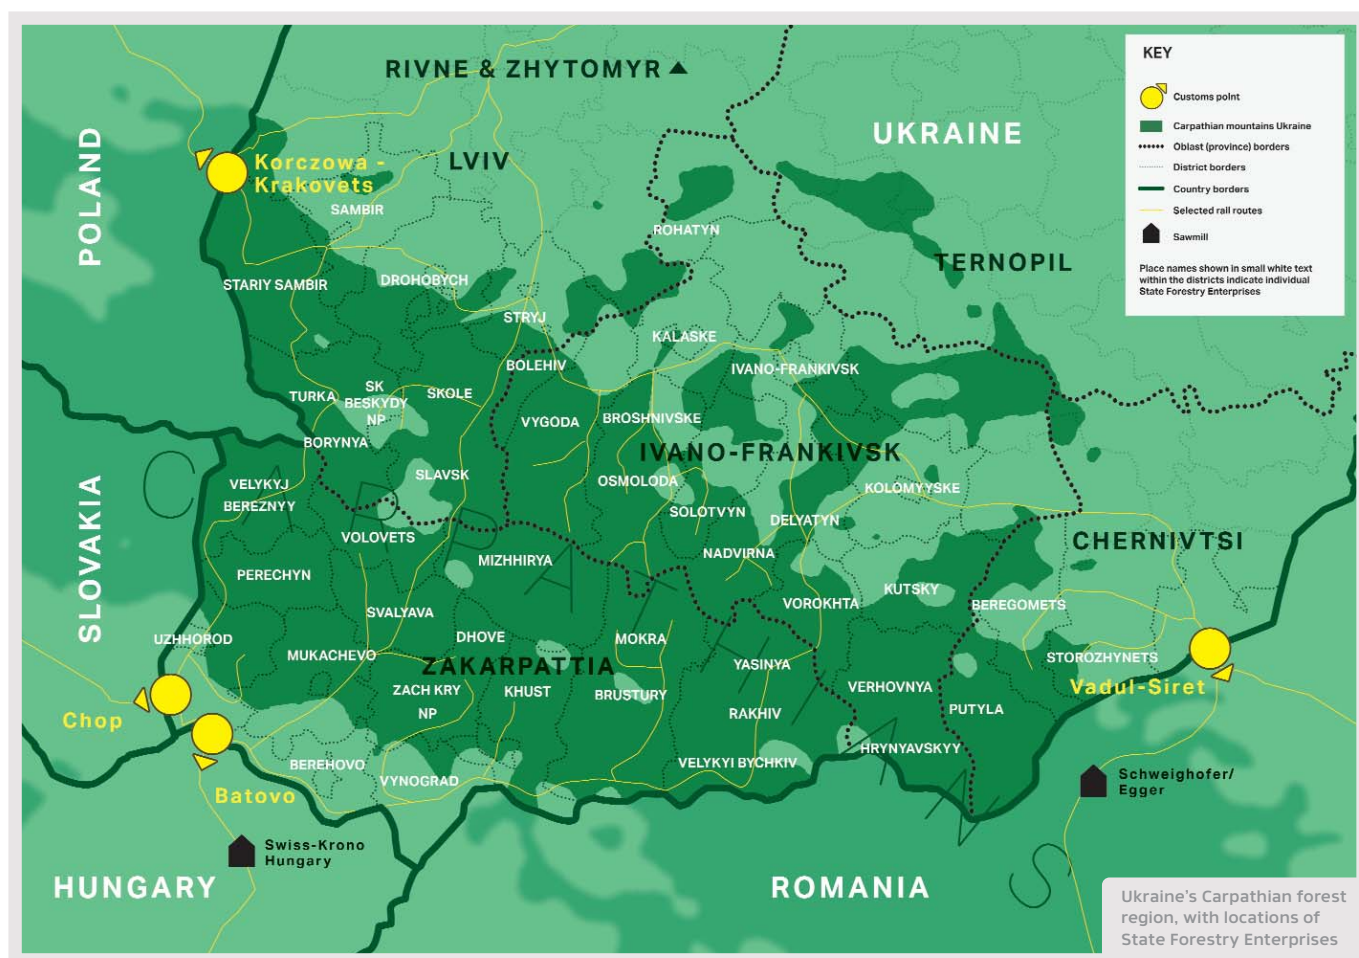 RIVNE & ZHYTOMYR
UKRAINE
POLAND
LVIV
Korczowa -
Krakovets
SAMBIR
ROHATYN
TERNOPIL
STARIY SAMBIR
DROHOBYCH
STRYJ
KALASKE
BOLEHIV
IVANO-FRANKIVSK
TURKA
SK
BESKYDY
NP
SKOLE
VYGODA
BROSHNIVSKE
BORYNYA
IVANO-FRANKIVSK
SLAVSK
OSMOLODA
KOLOMYYSKE
VELYKYJ
BEREZNYY
SOLOTVYN
DELYATYN
SLOVAKIA
VOLOVETS
MIZHHIRYA
NADVIRNA
CHERNIVTSI
PERECHYN
SVALYAVA
VOROKHTA
KUTSKY
BEREGOMETS
UZHHOROD
MUKACHEVO
DHOVE
MOKRA
ZAKARPATTIA
YASINYA
STOROZHYNETS
ZACH KRY
NP
KHUST
BRUSTURY
VERHOVNYA
Vadul-Siret
PUTYLA
RAKHIV
Chop
HRYNYAVSKYY
BEREHOVO
VYNOGRAD
VELYKYI BYCHKIV
Batovo
Schweighofer/
Egger
Swiss-Krono
Hungary
HUNGARY
ROMANIA
CARPATHIANS
KEY
Customs point
Carpathian mountains Ukraine
Oblast (province) borders
District borders
Country borders
Selected rail routes
Sawmill
Place names shown in small white text
within the districts indicate individual
State Forestry Enterprises
Ukraine's Carpathian forest
region, with locations of
State Forestry Enterprises